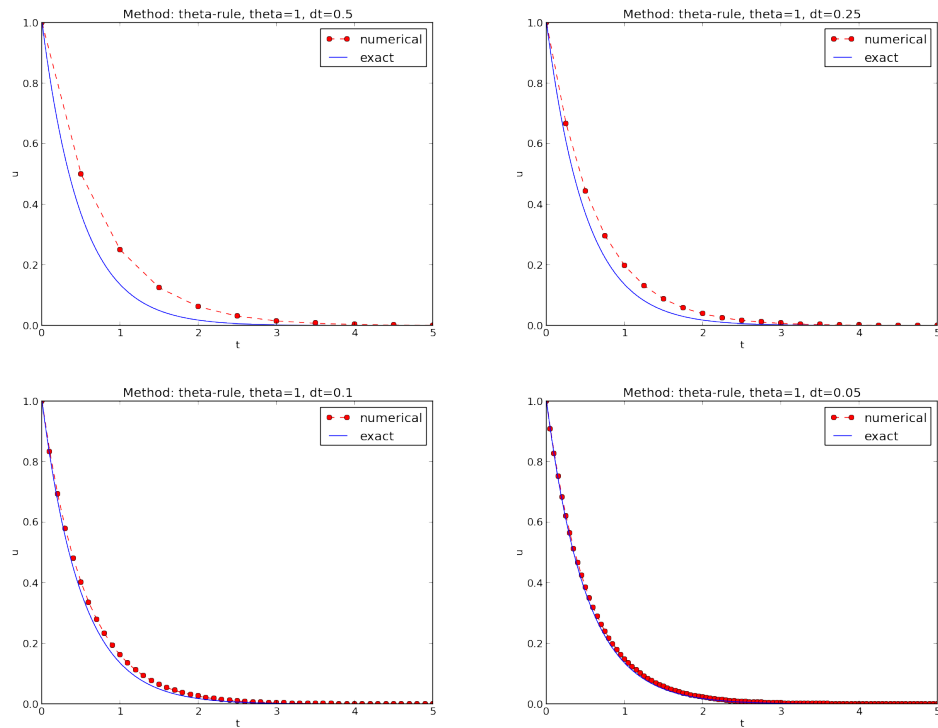 Method: theta-rule, theta=1, dt=0.5
1.0
0.8
0.6
0.4
0.2
0.0
u
numerical
exact
0 1 2 3 4 5
t
Method: theta-rule, theta=1, dt=0.25
1.0
0.8
0.6
0.4
0.2
0.0
u
numerical
exact
0 1 2 3 4 5
t
Method: theta-rule, theta=1, dt=0.1
1.0
0.8
0.6
0.4
0.2
0.0
u
numerical
exact
0 1 2 3 4 5
t
Method: theta-rule, theta=1, dt=0.05
1.0
0.8
0.6
0.4
0.2
0.0
u
numerical
exact
0 1 2 3 4 5
t